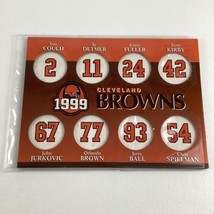 Tim Ty Corey Terry
COUCH DETMER FULLER KIRBY
2 11 24 42
1999 CLEVELAND
BROWNS
67 77 93 54
John Orlando Jerry Chris
JURKOVIC BROWN BALL SPIELMAN